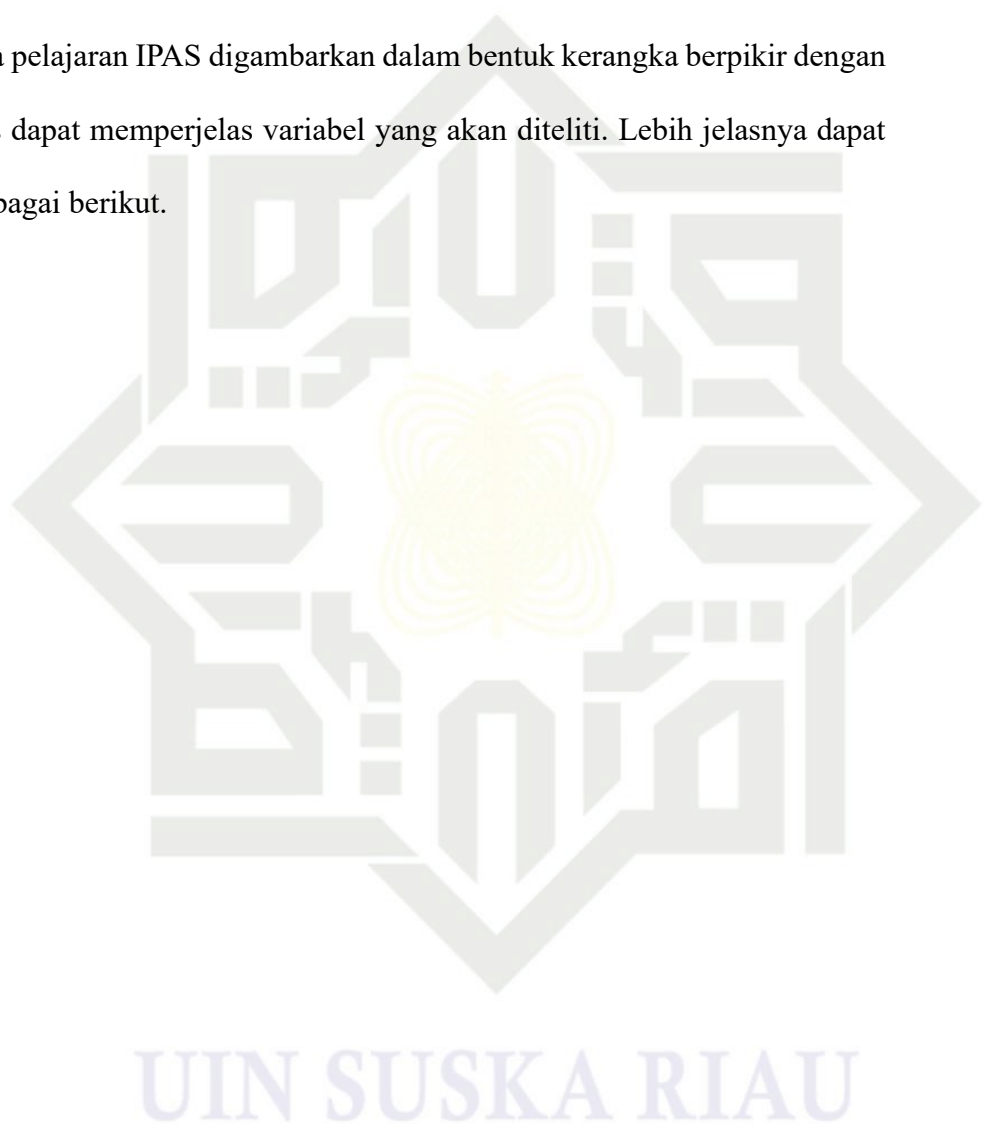 pelajaran IPAS digambarkan dalam bentuk kerangka berpikir dengan
dapat memperjelas variabel yang akan diteliti. Lebih jelasnya dapat
berikut.
UIN SUSKA RIAU